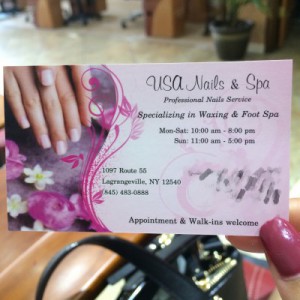 USA Nails & Spa
Professional Nails Service
Specializing in Waxing & Foot Spa
Mon-Sat: 10:00 am - 8:00 pm
Sun: 11:00 am - 5:00 pm
1097 Route 55
Lagrangeville, NY 12540
(845) 483-0888
Appointment & Walk-ins welcome